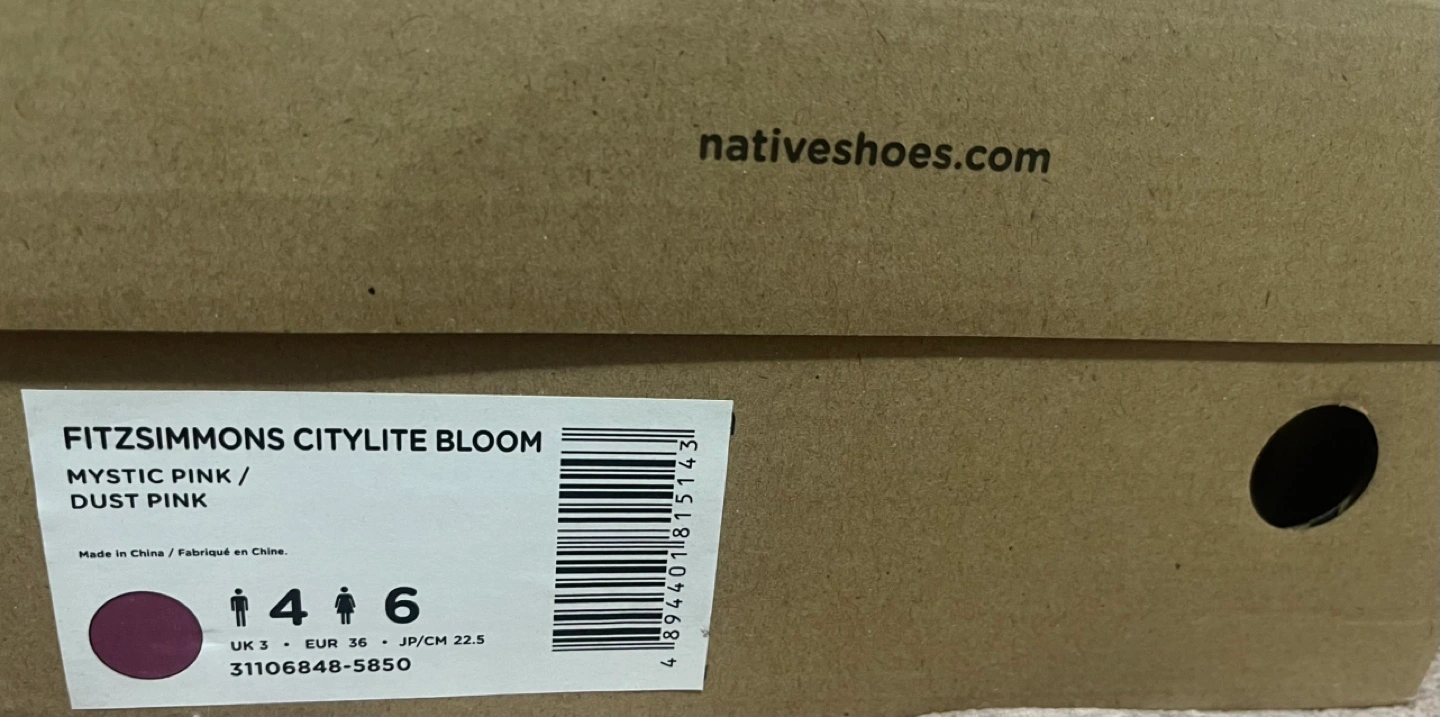 nativeshoes.com
FITZSIMMONS CITYLITE BLOOM
MYSTIC PINK /
DUST PINK
Made in China / Fabriqué en Chine.
4 6
UK 3 • EUR 36 • JP/CM 22.5
31106848-5850
4 894401 815143